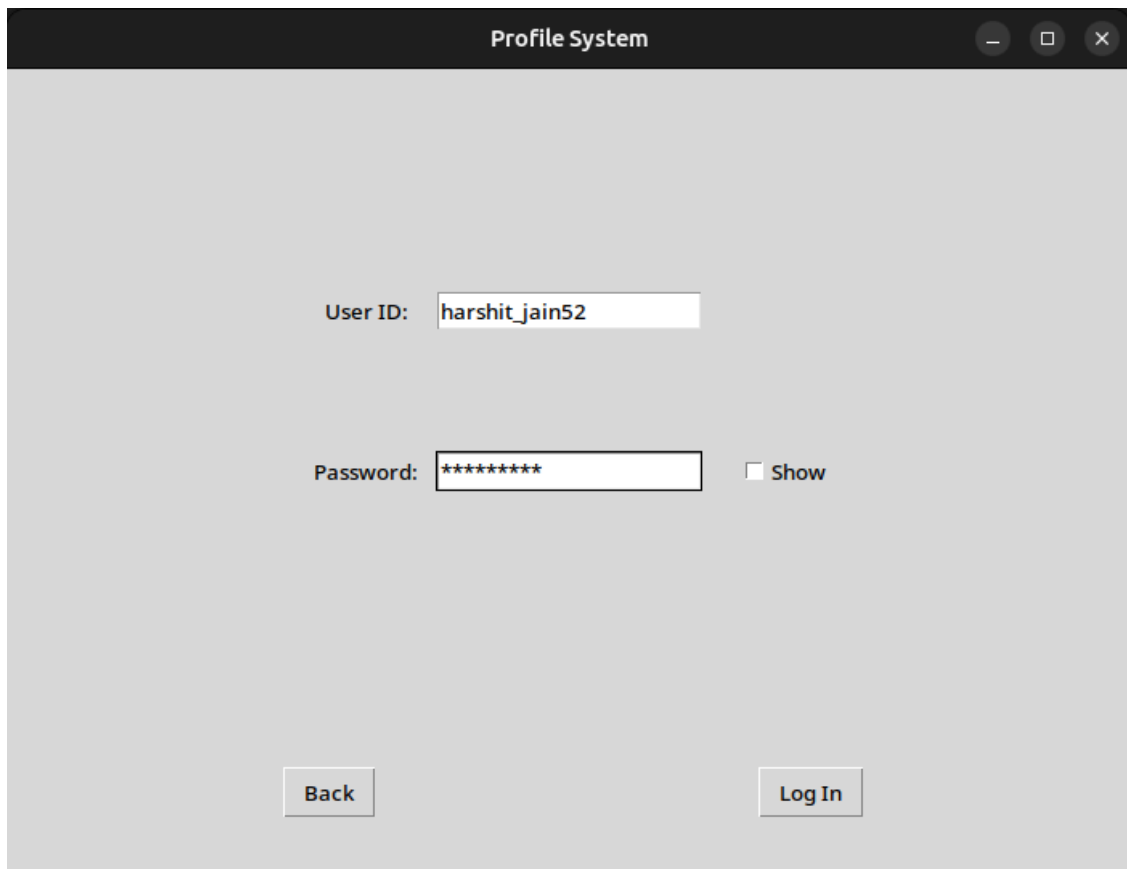 Profile System
User ID: harshit_jain52
Password: ********* Show
Back Log In